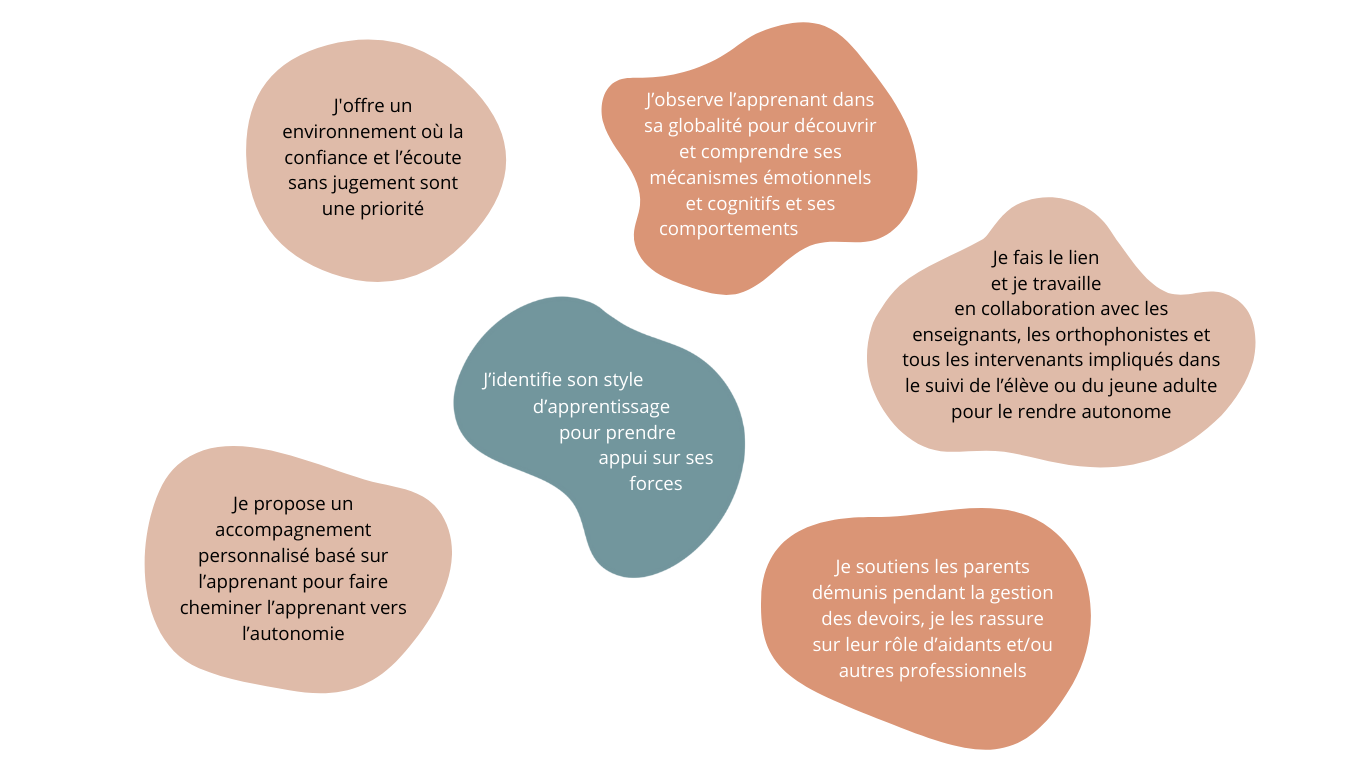 J'offre un
environnement où la
confiance et l’écoute
sans jugement sont
une priorité
J’observe l’apprenant dans
sa globalité pour découvrir
et comprendre ses
mécanismes émotionnels
et cognitifs et ses
comportements
Je fais le lien
et je travaille
en collaboration avec les
enseignants, les orthophonistes et
tous les intervenants impliqués dans
le suivi de l’élève ou du jeune adulte
pour le rendre autonome
J’identifie son style
d’apprentissage
pour prendre
appui sur ses
forces
Je propose un
accompagnement
personnalisé basé sur
l’apprenant pour faire
cheminer l’apprenant vers
l’autonomie
Je soutiens les parents
démunis pendant la gestion
des devoirs, je les rassure
sur leur rôle d’aidants et/ou
autres professionnels